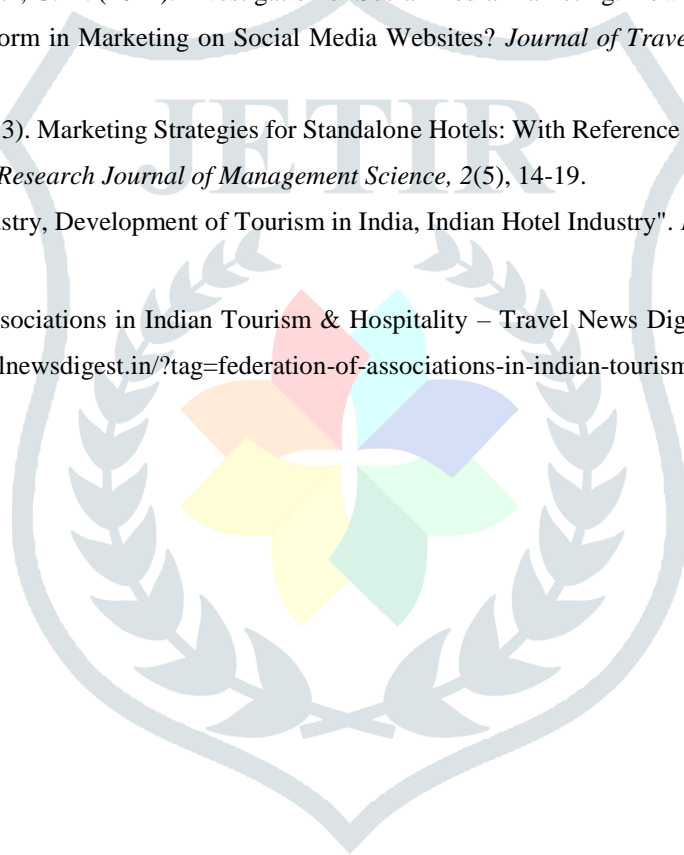 orm in Marketing on Social Media Websites? Journal of Trave
JETIR
3). Marketing Strategies for Standalone Hotels: With Reference
Research Journal of Management Science, 2(5), 14-19.
stry, Development of Tourism in India, Indian Hotel Industry".
ssociations in Indian Tourism & Hospitality – Travel News Dig
lnewsdigest.in/?tag=federation-of-associations-in-indian-tourism